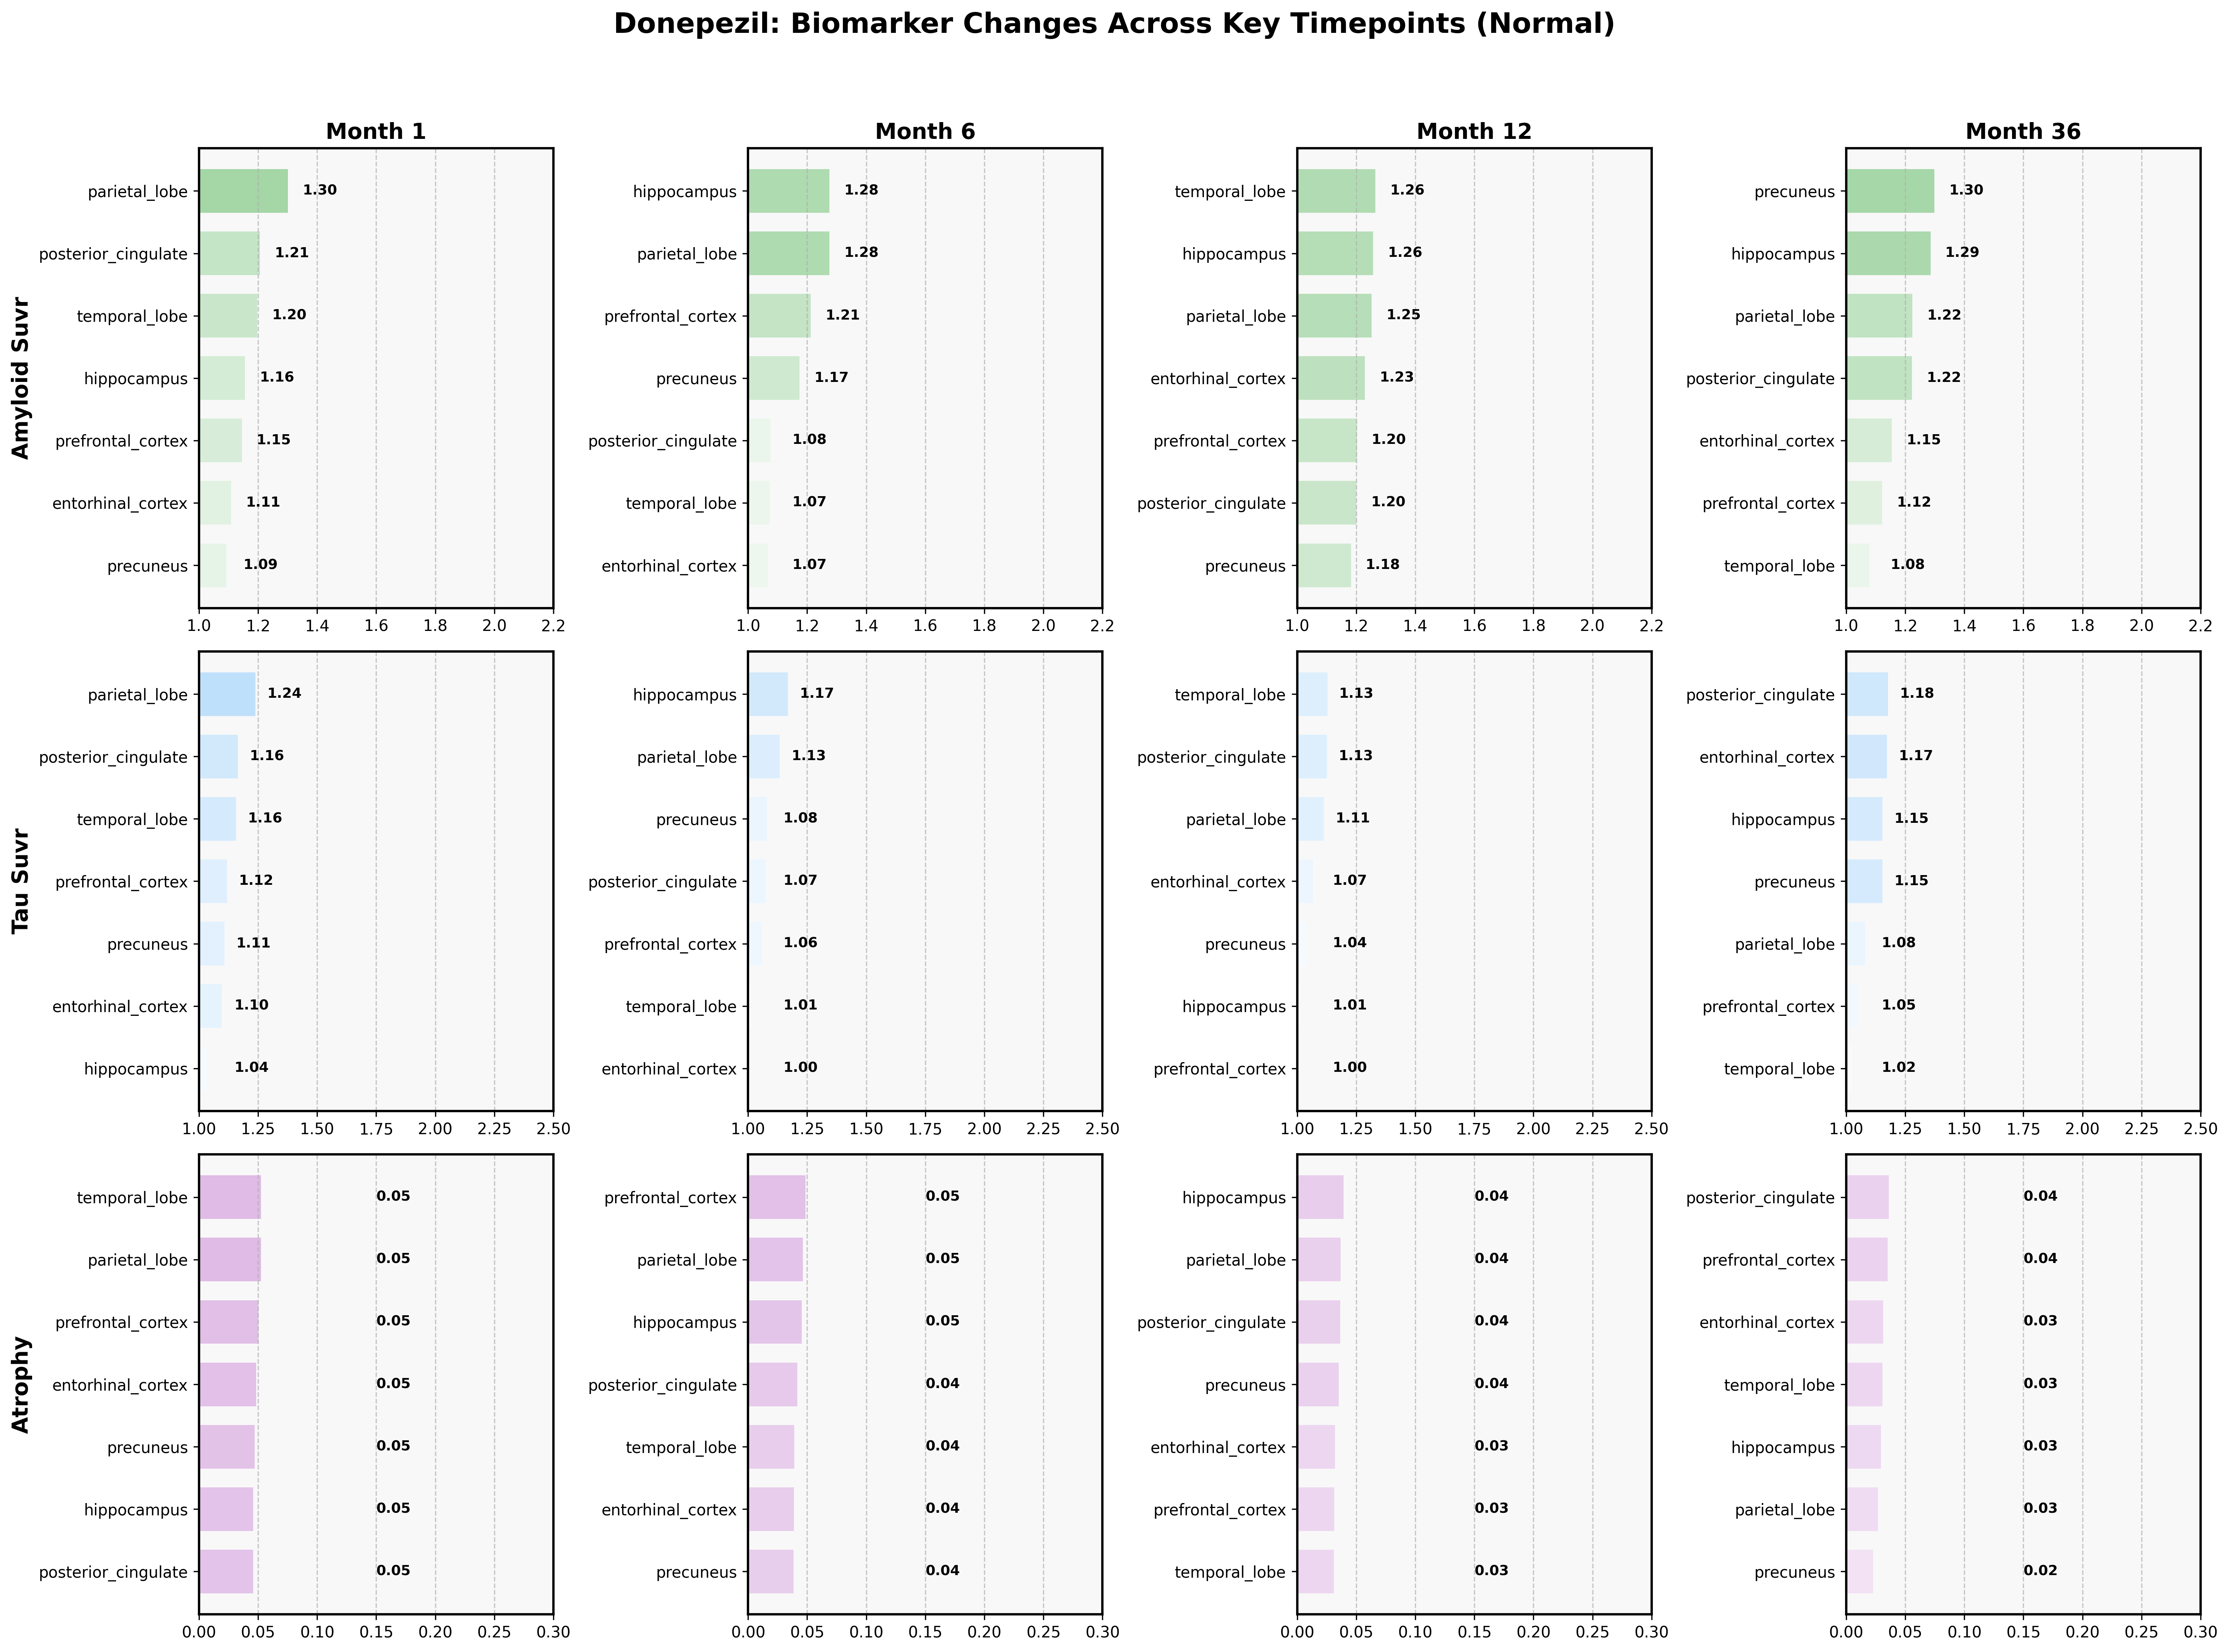 Donepezil: Biomarker Changes Across Key Timepoints (Normal)
Month 1
Month 6
Month 12
Month 36
Amyloid Suvr
parietal_lobe 1.30
posterior_cingulate 1.21
temporal_lobe 1.20
hippocampus 1.16
prefrontal_cortex 1.15
entorhinal_cortex 1.11
precuneus 1.09
1.0 1.2 1.4 1.6 1.8 2.0 2.2
hippocampus 1.28
parietal_lobe 1.28
prefrontal_cortex 1.21
precuneus 1.17
posterior_cingulate 1.08
temporal_lobe 1.07
entorhinal_cortex 1.07
1.0 1.2 1.4 1.6 1.8 2.0 2.2
temporal_lobe 1.26
hippocampus 1.26
parietal_lobe 1.25
entorhinal_cortex 1.23
prefrontal_cortex 1.20
posterior_cingulate 1.20
precuneus 1.18
1.0 1.2 1.4 1.6 1.8 2.0 2.2
precuneus 1.30
hippocampus 1.29
parietal_lobe 1.22
posterior_cingulate 1.22
entorhinal_cortex 1.15
prefrontal_cortex 1.12
temporal_lobe 1.08
1.0 1.2 1.4 1.6 1.8 2.0 2.2
Tau Suvr
parietal_lobe 1.24
posterior_cingulate 1.16
temporal_lobe 1.16
prefrontal_cortex 1.12
precuneus 1.11
entorhinal_cortex 1.10
hippocampus 1.04
1.00 1.25 1.50 1.75 2.00 2.25 2.50
hippocampus 1.17
parietal_lobe 1.13
precuneus 1.08
posterior_cingulate 1.07
prefrontal_cortex 1.06
temporal_lobe 1.01
entorhinal_cortex 1.00
1.00 1.25 1.50 1.75 2.00 2.25 2.50
temporal_lobe 1.13
posterior_cingulate 1.13
parietal_lobe 1.11
entorhinal_cortex 1.07
precuneus 1.04
hippocampus 1.01
prefrontal_cortex 1.00
1.00 1.25 1.50 1.75 2.00 2.25 2.50
posterior_cingulate 1.18
entorhinal_cortex 1.17
hippocampus 1.15
precuneus 1.15
parietal_lobe 1.08
prefrontal_cortex 1.05
temporal_lobe 1.02
1.00 1.25 1.50 1.75 2.00 2.25 2.50
Atrophy
temporal_lobe 0.05
parietal_lobe 0.05
prefrontal_cortex 0.05
entorhinal_cortex 0.05
precuneus 0.05
hippocampus 0.05
posterior_cingulate 0.05
0.00 0.05 0.10 0.15 0.20 0.25 0.30
prefrontal_cortex 0.05
parietal_lobe 0.05
hippocampus 0.05
posterior_cingulate 0.04
temporal_lobe 0.04
entorhinal_cortex 0.04
precuneus 0.04
0.00 0.05 0.10 0.15 0.20 0.25 0.30
hippocampus 0.04
parietal_lobe 0.04
posterior_cingulate 0.04
precuneus 0.04
entorhinal_cortex 0.03
prefrontal_cortex 0.03
temporal_lobe 0.03
0.00 0.05 0.10 0.15 0.20 0.25 0.30
posterior_cingulate 0.04
prefrontal_cortex 0.04
entorhinal_cortex 0.03
temporal_lobe 0.03
hippocampus 0.03
parietal_lobe 0.03
precuneus 0.02
0.00 0.05 0.10 0.15 0.20 0.25 0.30